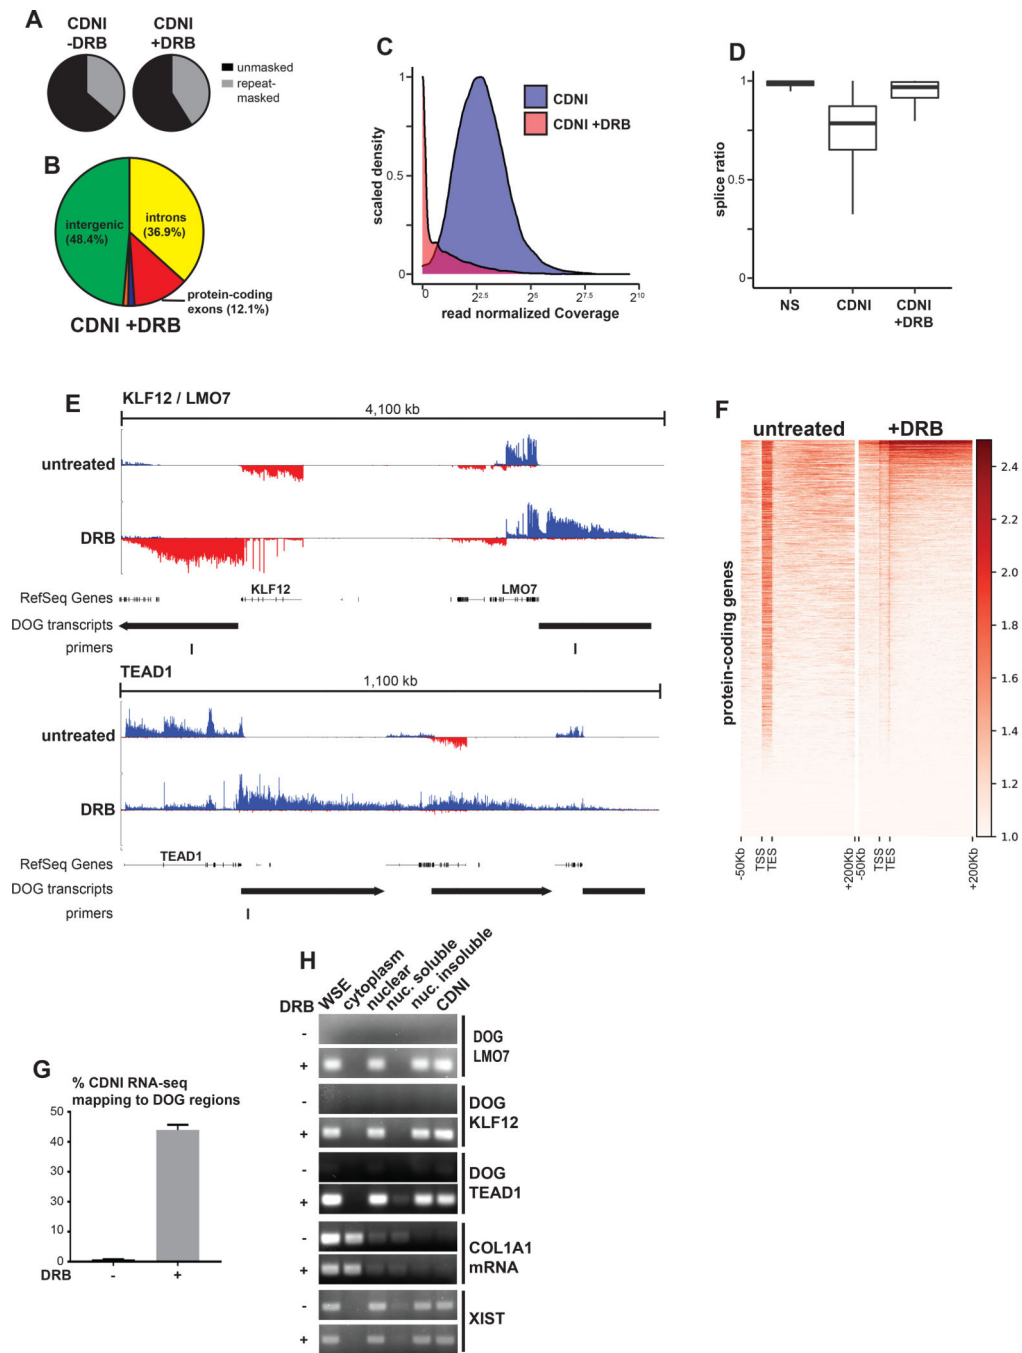 A
CDNI
-DRB
CDNI
+DRB
unmasked
repeat-
masked
B
intergenic
(48.4%)
introns
(36.9%)
protein-coding
exons (12.1%)
CDNI +DRB
C
scaled density
1
0.5
0
CDNI
CDNI +DRB
0
2^2.5
2^5
2^7.5
2^10
read normalized Coverage
D
splice ratio
1
0.5
0
NS
CDNI
CDNI
+DRB
E
KLF12 / LMO7
4,100 kb
untreated
DRB
RefSeq Genes
KLF12
LMO7
DOG transcripts
primers
TEAD1
1,100 kb
untreated
DRB
RefSeq Genes
TEAD1
DOG transcripts
primers
F
untreated
+DRB
protein-coding genes
2.4
2.2
2.0
1.8
1.6
1.4
1.2
1.0
-50Kb
TSS
TES
+200Kb
-50Kb
TSS
TES
+200Kb
G
% CDNI RNA-seq
mapping to DOG regions
50
40
30
30
10
0
DRB
-
+
H
DRB
WSE
cytoplasm
nuclear
nuc. soluble
nuc. insoluble
CDNI
-
+
DOG
LMO7
-
+
DOG
KLF12
-
+
DOG
TEAD1
-
+
COL1A1
mRNA
-
+
XIST